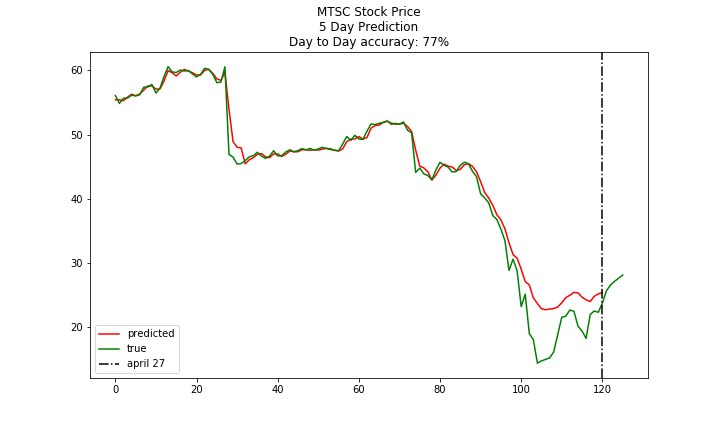 MTSC Stock Price
5 Day Prediction
Day to Day accuracy: 77%
60
50
40
30
20
predicted
true
april 27
0
20
40
60
80
100
120